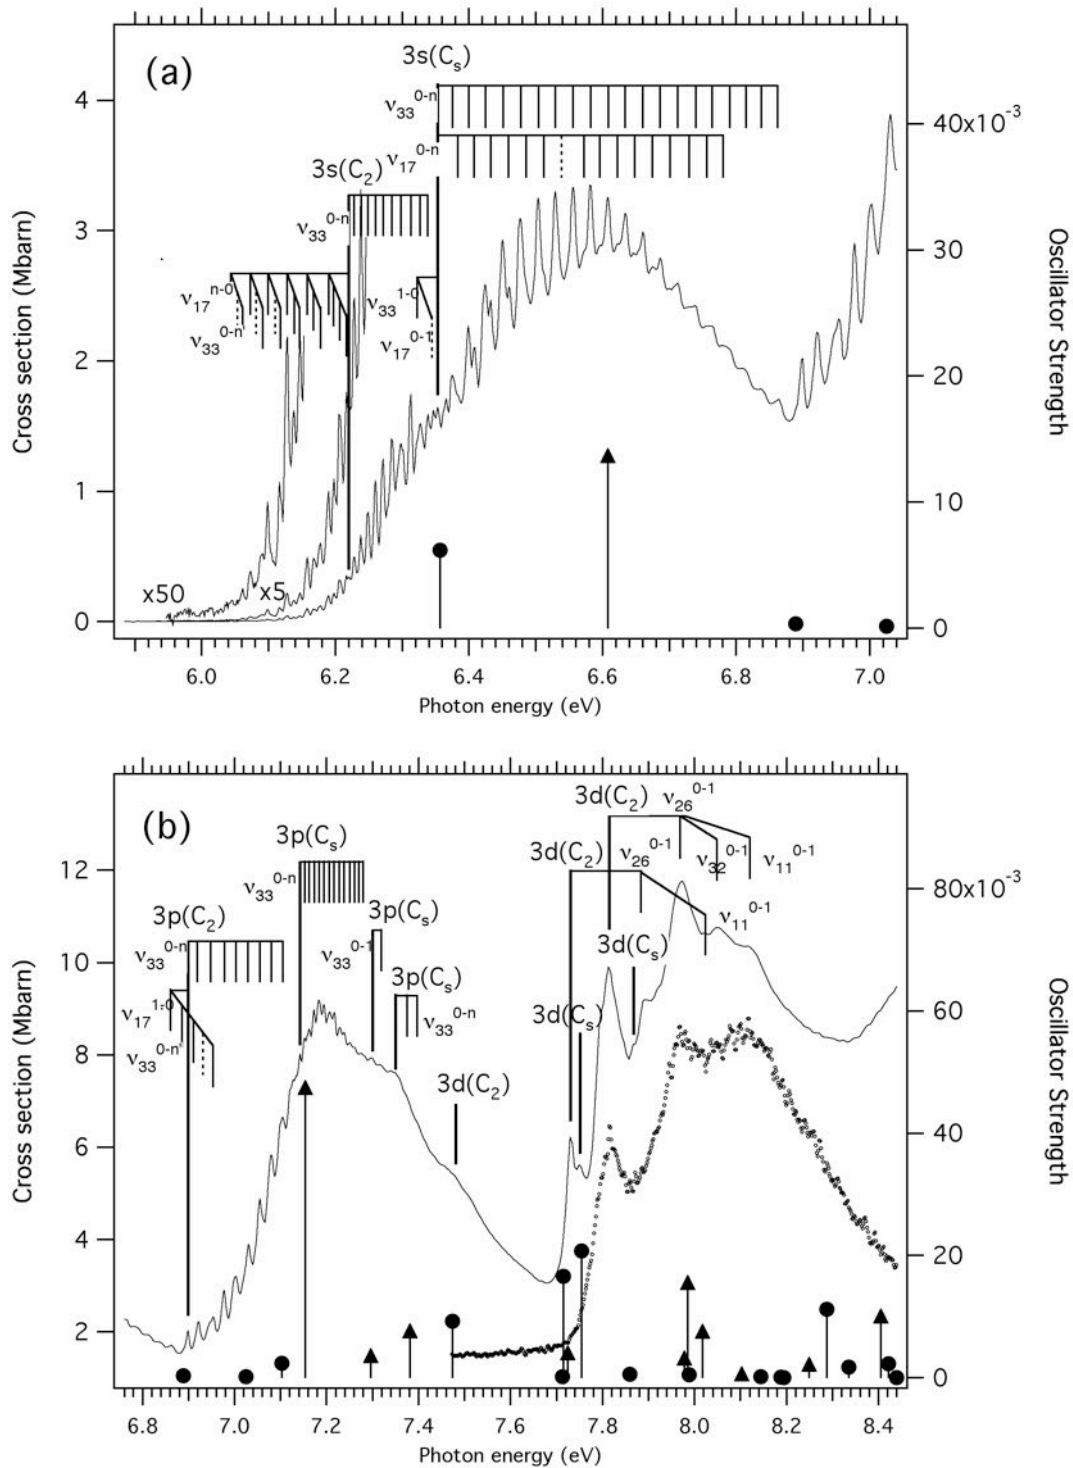 (a)
3s(Cs)
ν33 0-n
ν17 0-n
3s(C2)
ν33 0-n
ν17 n-0
ν33 0-n
ν33 1-0
ν17 0-1
x50
x5
Cross section (Mbarn)
4
3
2
1
0
Oscillator Strength
40x10-3
30
20
10
0
6.0
6.2
6.4
6.6
6.8
7.0
Photon energy (eV)
(b)
3d(C2)
ν26 0-1
ν32 0-1
ν11 0-1
3d(C2)
ν26 0-1
ν11 0-1
3d(Cs)
3d(Cs)
3p(Cs)
ν33 0-n
3p(Cs)
ν33 0-1
3p(C2)
ν33 0-n
3p(Cs)
ν33 0-n
ν17 1-0
ν33 0-n
3d(C2)
Cross section (Mbarn)
12
10
8
6
4
2
Oscillator Strength
80x10-3
60
40
20
0
6.8
7.0
7.2
7.4
7.6
7.8
8.0
8.2
8.4
Photon energy (eV)